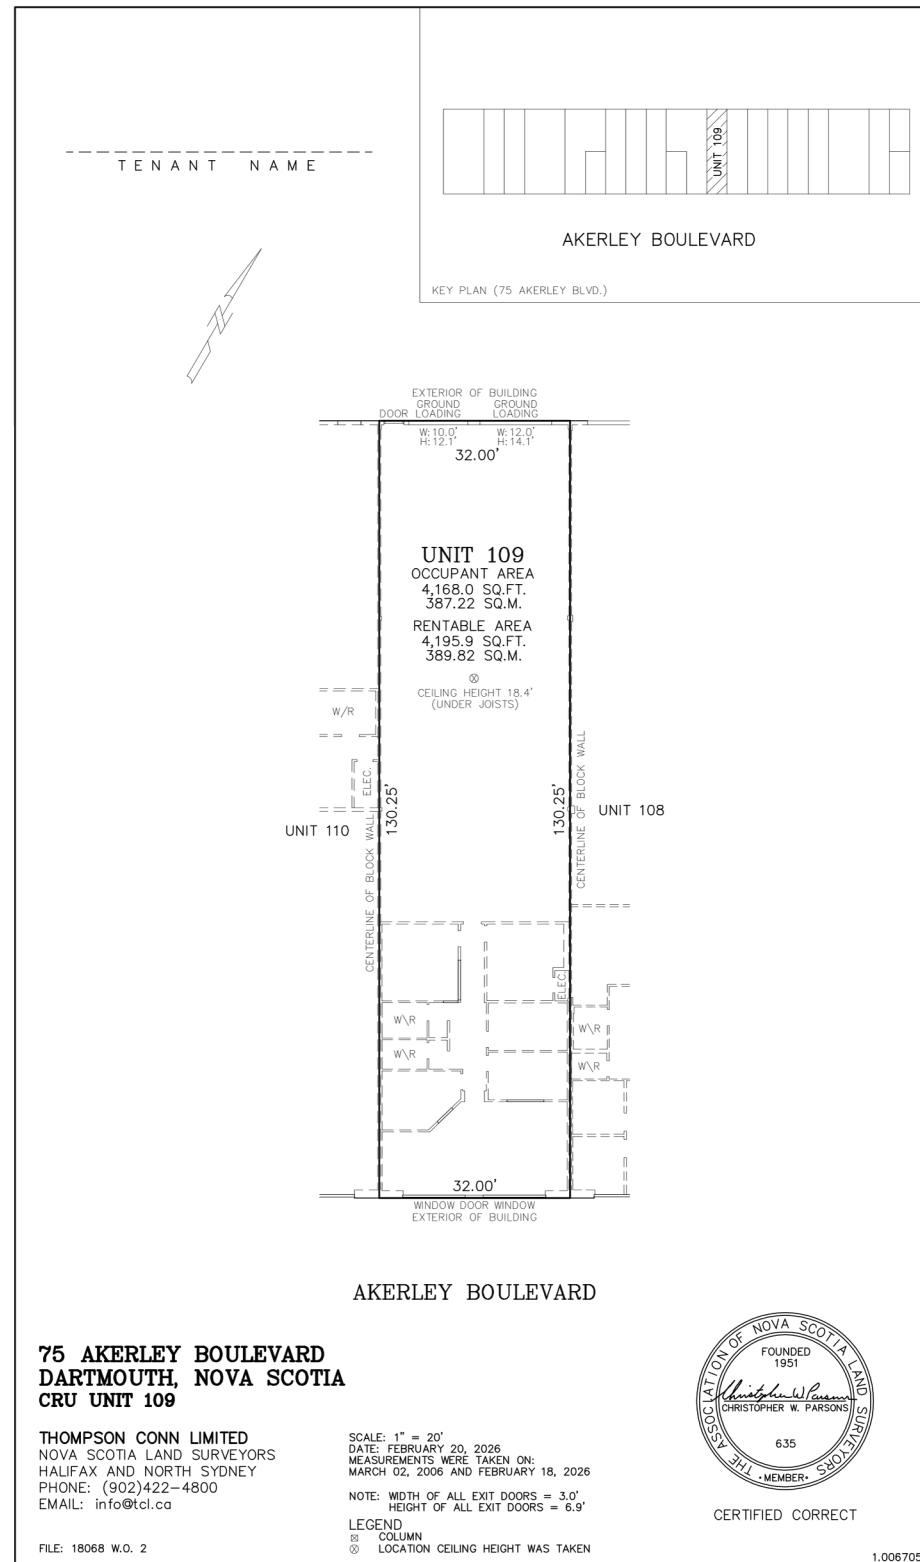 TENANT NAME
UNIT 109
AKERLEY BOULEVARD
KEY PLAN (75 AKERLEY BLVD.)
EXTERIOR OF BUILDING
GROUND GROUND
DOOR LOADING LOADING
W:10.0' W:12.0'
H:12.1' H:14.1'
32.00'
UNIT 109
OCCUPANT AREA
4,168.0 SQ.FT.
387.22 SQ.M.
RENTABLE AREA
4,195.9 SQ.FT.
389.82 SQ.M.
CEILING HEIGHT 18.4'
(UNDER JOISTS)
W/R
ELEC.
UNIT 110
CENTERLINE OF BLOCK WALL
130.25'
130.25'
CENTERLINE OF BLOCK WALL
UNIT 108
ELEC.
W\R
W\R
W\R
W\R
32.00'
WINDOW DOOR WINDOW
EXTERIOR OF BUILDING
AKERLEY BOULEVARD
75 AKERLEY BOULEVARD
DARTMOUTH, NOVA SCOTIA
CRU UNIT 109
THOMPSON CONN LIMITED
NOVA SCOTIA LAND SURVEYORS
HALIFAX AND NORTH SYDNEY
PHONE: (902)422-4800
EMAIL: info@tcl.ca
FILE: 18068 W.O. 2
SCALE: 1" = 20'
DATE: FEBRUARY 20, 2026
MEASUREMENTS WERE TAKEN ON:
MARCH 02, 2006 AND FEBRUARY 18, 2026
NOTE: WIDTH OF ALL EXIT DOORS = 3.0'
HEIGHT OF ALL EXIT DOORS = 6.9'
LEGEND
COLUMN
LOCATION CEILING HEIGHT WAS TAKEN
THE ASSOCIATION OF NOVA SCOTIA LAND SURVEYORS
FOUNDED
1951
Christopher W. Parsons
CHRISTOPHER W. PARSONS
635
•MEMBER•
CERTIFIED CORRECT
1.006705